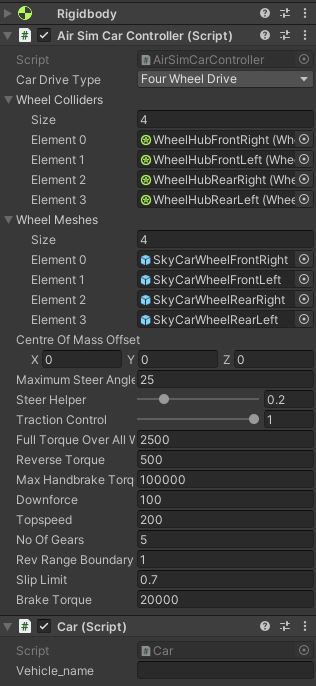 Rigidbody
Air Sim Car Controller (Script)
Script AirSimCarController
Car Drive Type Four Wheel Drive
Wheel Colliders
Size 4
Element 0 WheelHubFrontRight (Whe
Element 1 WheelHubFrontLeft (Whe
Element 2 WheelHubRearRight (Whe
Element 3 WheelHubRearLeft (Whee
Wheel Meshes
Size 4
Element 0 SkyCarWheelFrontRight
Element 1 SkyCarWheelFrontLeft
Element 2 SkyCarWheelRearRight
Element 3 SkyCarWheelRearLeft
Centre Of Mass Offset
X 0 Y 0 Z 0
Maximum Steer Angle 25
Steer Helper 0.2
Traction Control 1
Full Torque Over All W 2500
Reverse Torque 500
Max Handbrake Torq 100000
Downforce 100
Topspeed 200
No Of Gears 5
Rev Range Boundary 1
Slip Limit 0.7
Brake Torque 20000
Car (Script)
Script Car
Vehicle_name